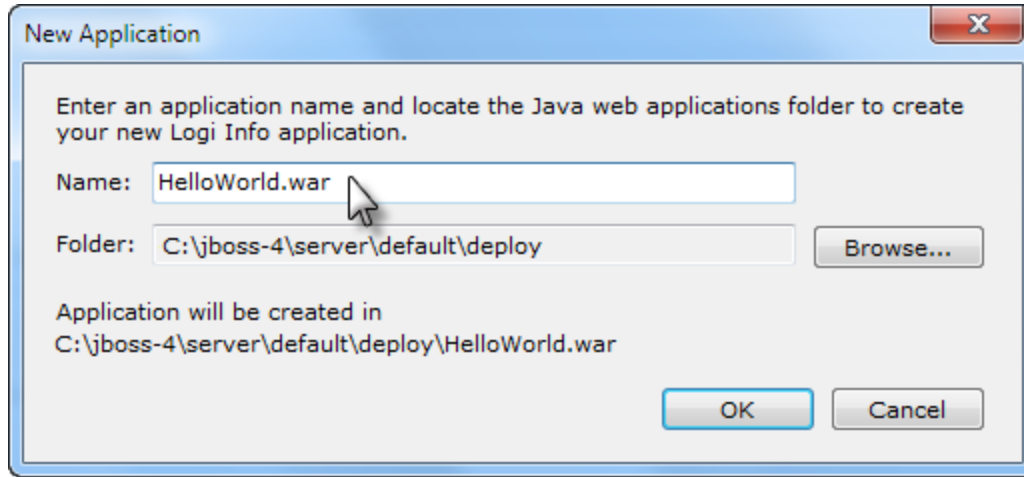 New Application
Enter an application name and locate the Java web applications folder to create
your new Logi Info application.
Name: HelloWorld.war
Folder: C:\jboss-4\server\default\deploy Browse...
Application will be created in
C:\jboss-4\server\default\deploy\HelloWorld.war
OK Cancel